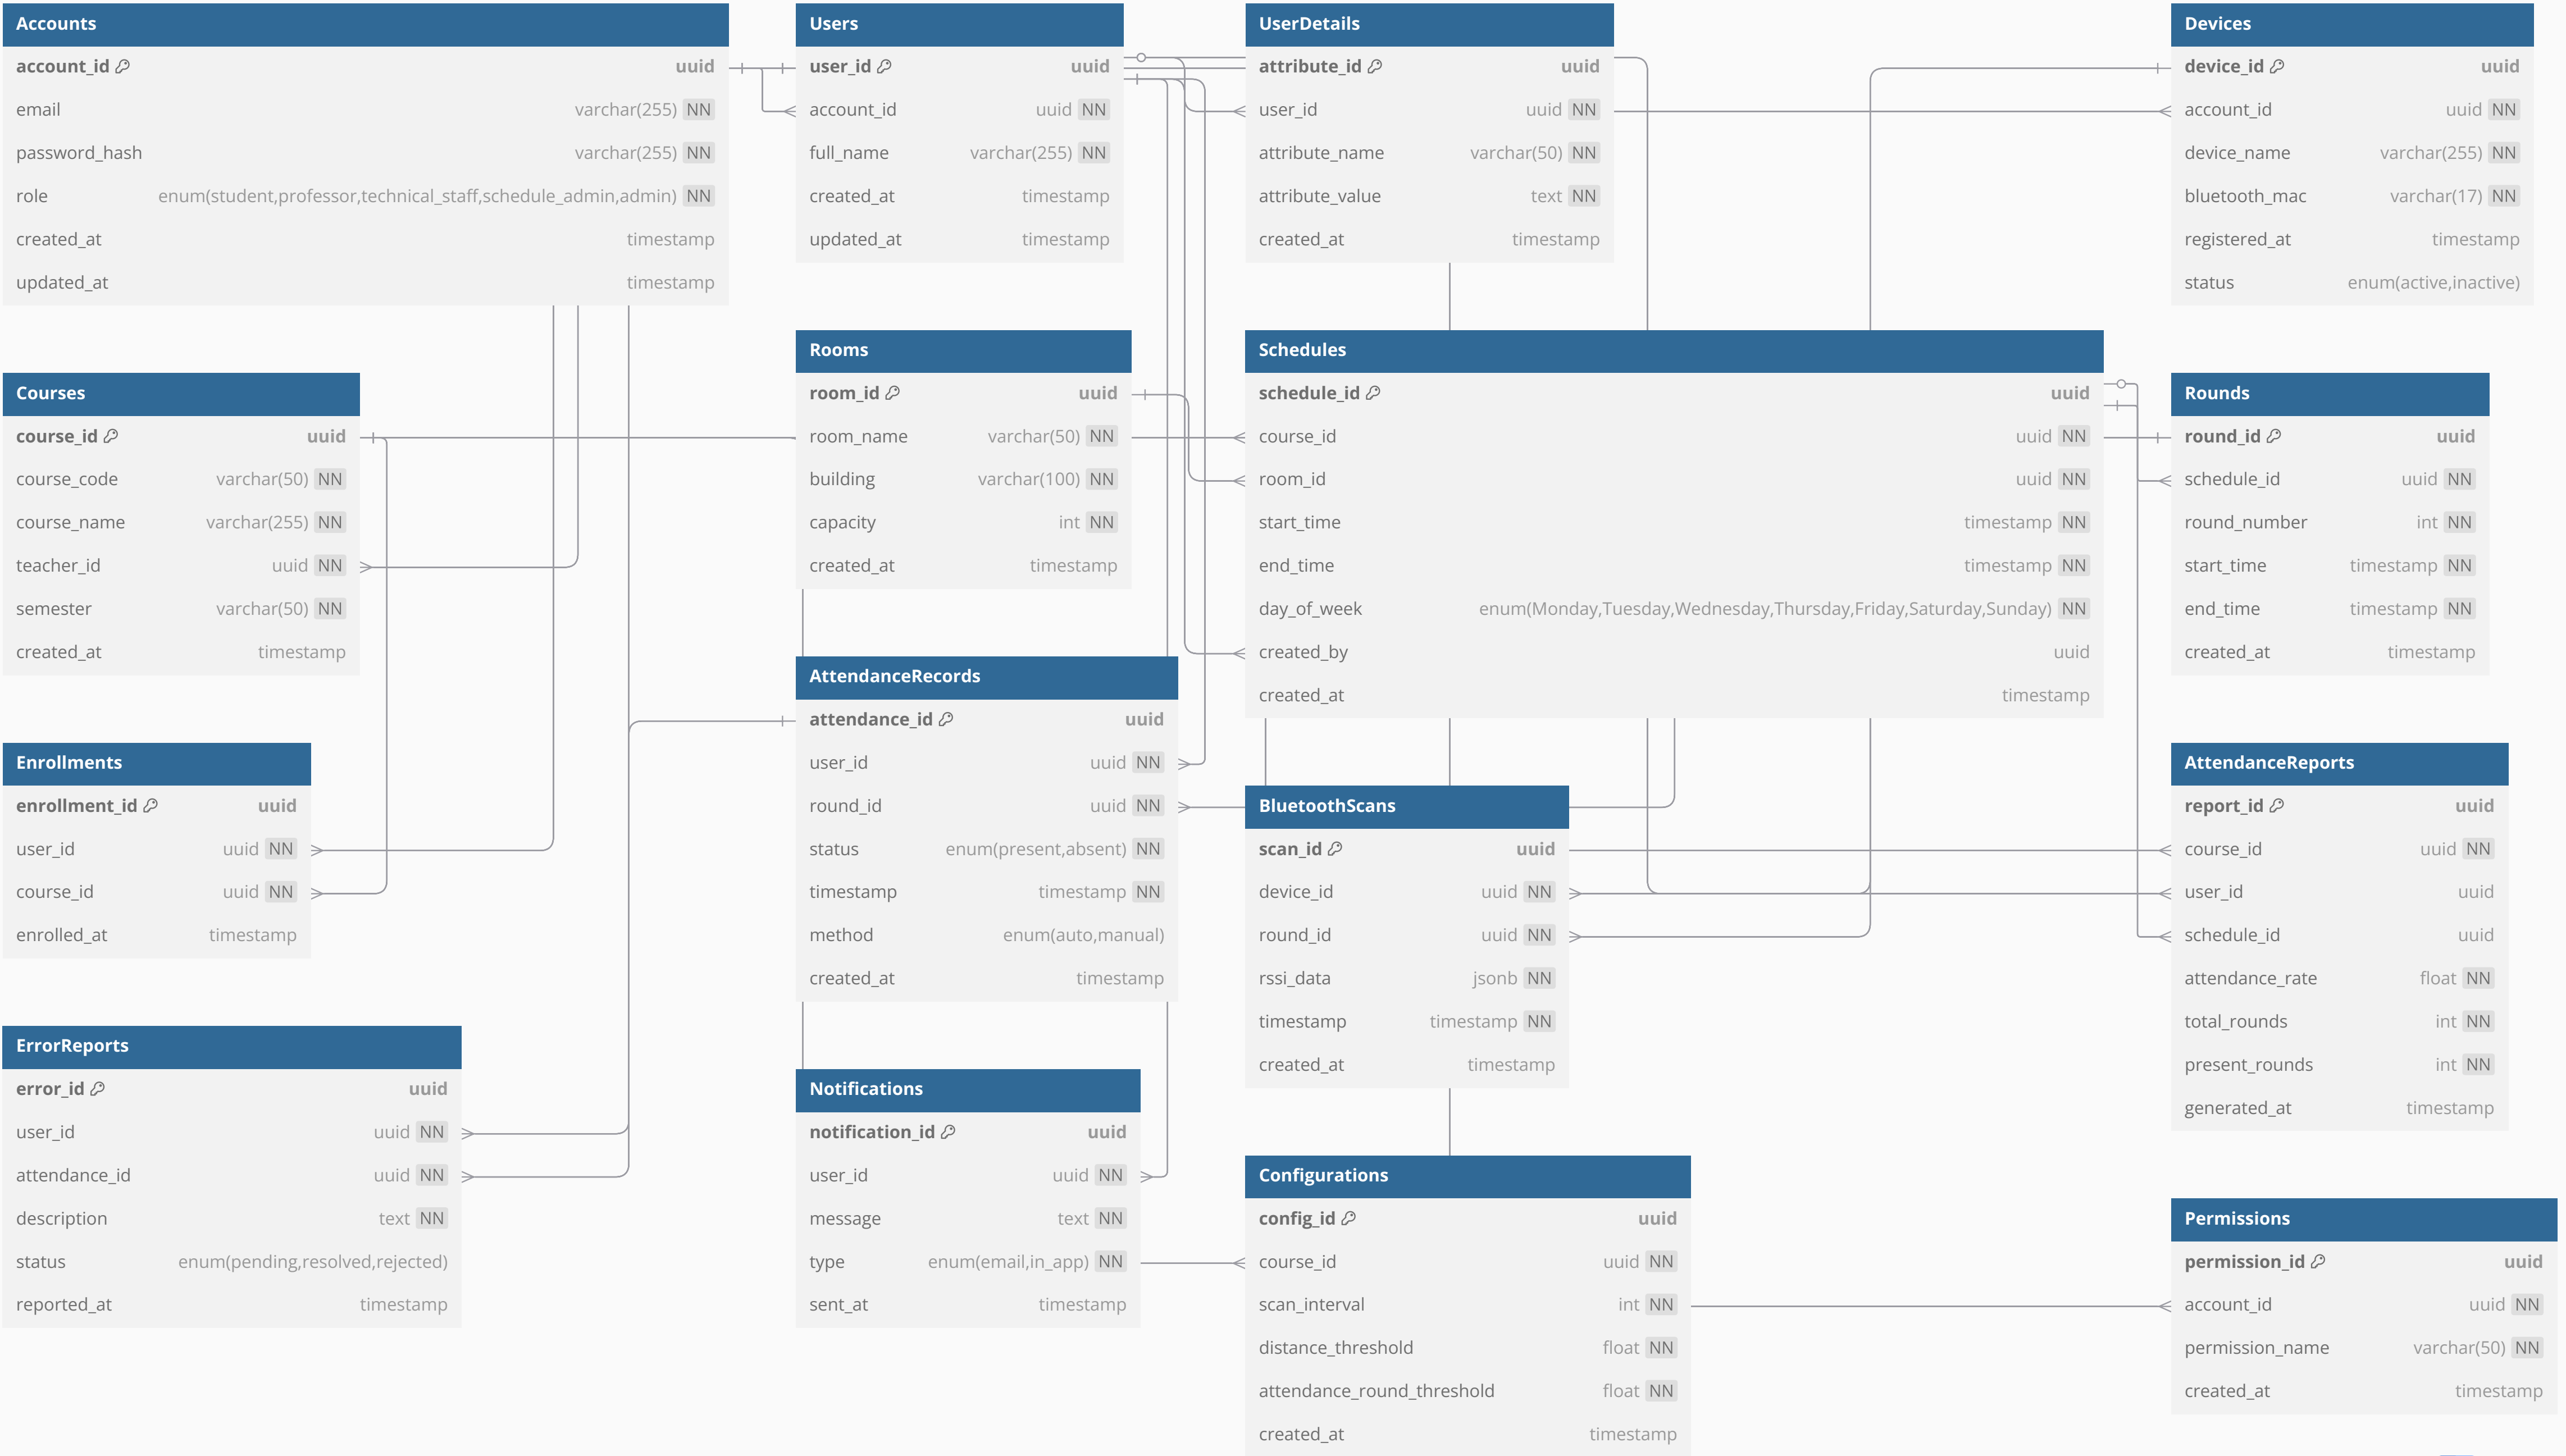 Accounts
account_id uuid
email varchar(255) NN
password_hash varchar(255) NN
role enum(student,professor,technical_staff,schedule_admin,admin) NN
created_at timestamp
updated_at timestamp
Users
user_id uuid
account_id uuid NN
full_name varchar(255) NN
created_at timestamp
updated_at timestamp
UserDetails
attribute_id uuid
user_id uuid NN
attribute_name varchar(50) NN
attribute_value text NN
created_at timestamp
Devices
device_id uuid
account_id uuid NN
device_name varchar(255) NN
bluetooth_mac varchar(17) NN
registered_at timestamp
status enum(active,inactive)
Courses
course_id uuid
course_code varchar(50) NN
course_name varchar(255) NN
teacher_id uuid NN
semester varchar(50) NN
created_at timestamp
Rooms
room_id uuid
room_name varchar(50) NN
building varchar(100) NN
capacity int NN
created_at timestamp
Schedules
schedule_id uuid
course_id uuid NN
room_id uuid NN
start_time timestamp NN
end_time timestamp NN
day_of_week enum(Monday,Tuesday,Wednesday,Thursday,Friday,Saturday,Sunday) NN
created_by uuid
created_at timestamp
Rounds
round_id uuid
schedule_id uuid NN
round_number int NN
start_time timestamp NN
end_time timestamp NN
created_at timestamp
Enrollments
enrollment_id uuid
user_id uuid NN
course_id uuid NN
enrolled_at timestamp
AttendanceRecords
attendance_id uuid
user_id uuid NN
round_id uuid NN
status enum(present,absent) NN
timestamp timestamp NN
method enum(auto,manual)
created_at timestamp
BluetoothScans
scan_id uuid
device_id uuid NN
round_id uuid NN
rssi_data jsonb NN
timestamp timestamp NN
created_at timestamp
AttendanceReports
report_id uuid
course_id uuid NN
user_id uuid
schedule_id uuid
attendance_rate float NN
total_rounds int NN
present_rounds int NN
generated_at timestamp
ErrorReports
error_id uuid
user_id uuid NN
attendance_id uuid NN
description text NN
status enum(pending,resolved,rejected)
reported_at timestamp
Notifications
notification_id uuid
user_id uuid NN
message text NN
type enum(email,in_app) NN
sent_at timestamp
Configurations
config_id uuid
course_id uuid NN
scan_interval int NN
distance_threshold float NN
attendance_round_threshold float NN
created_at timestamp
Permissions
permission_id uuid
account_id uuid NN
permission_name varchar(50) NN
created_at timestamp